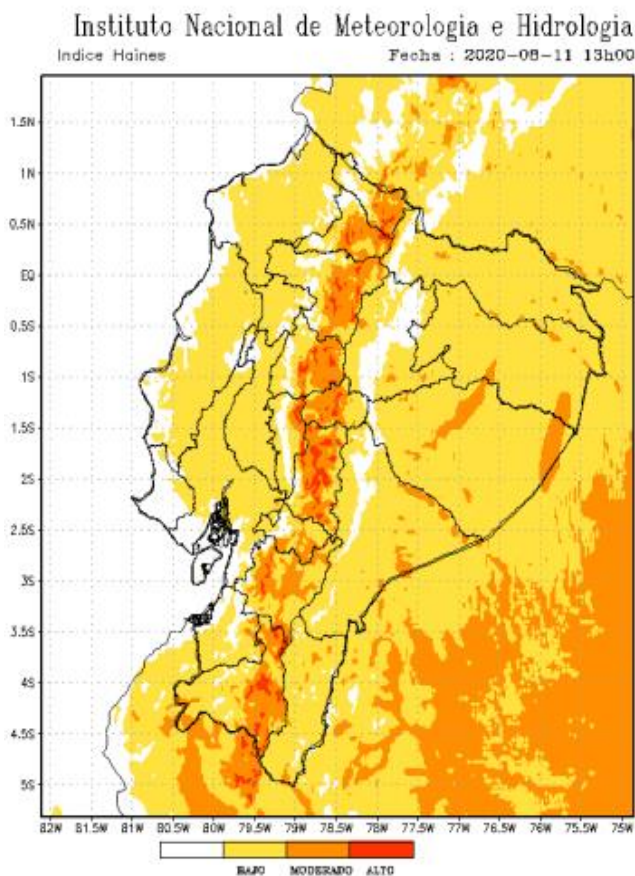 Instituto Nacional de Meteorologia e Hidrologia
Indice Haines Fecha : 2020-08-11 13h00
1.5N
1N
0.5N
EQ
0.5S
1S
1.5S
2S
2.5S
3S
3.5S
4S
4.5S
5S
82W 81.5W 81W 80.5W 80W 79.5W 79W 78.5W 78W 77.5W 77W 76.5W 76W 75.5W 75W
BAJO MODERADO ALTO